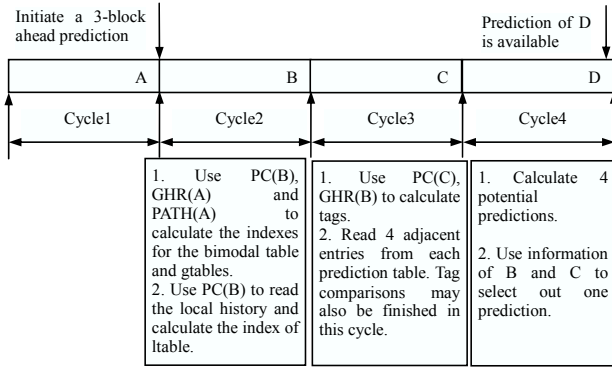 Initiate a 3-block
ahead prediction
Prediction of D
is available
A
B
C
D
Cycle1
Cycle2
Cycle3
Cycle4
1. Use PC(B),
GHR(A) and
PATH(A) to
calculate the indexes
for the bimodal table
and gtables.
2. Use PC(B) to read
the local history and
calculate the index of
ltable.
1. Use PC(C),
GHR(B) to calculate
tags.
2. Read 4 adjacent
entries from each
prediction table. Tag
comparisons may
also be finished in
this cycle.
1. Calculate 4
potential
predictions.
2. Use information
of B and C to
select out one
prediction.